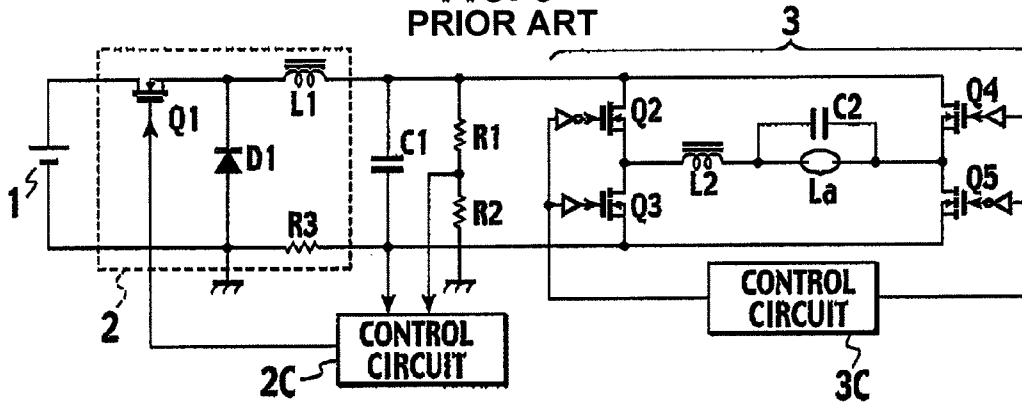 PRIOR ART
3
Q1
L1
D1
C1
R1
R2
R3
1
2
Q2
Q3
L2
C2
La
Q4
Q5
CONTROL
CIRCUIT
2C
CONTROL
CIRCUIT
3C